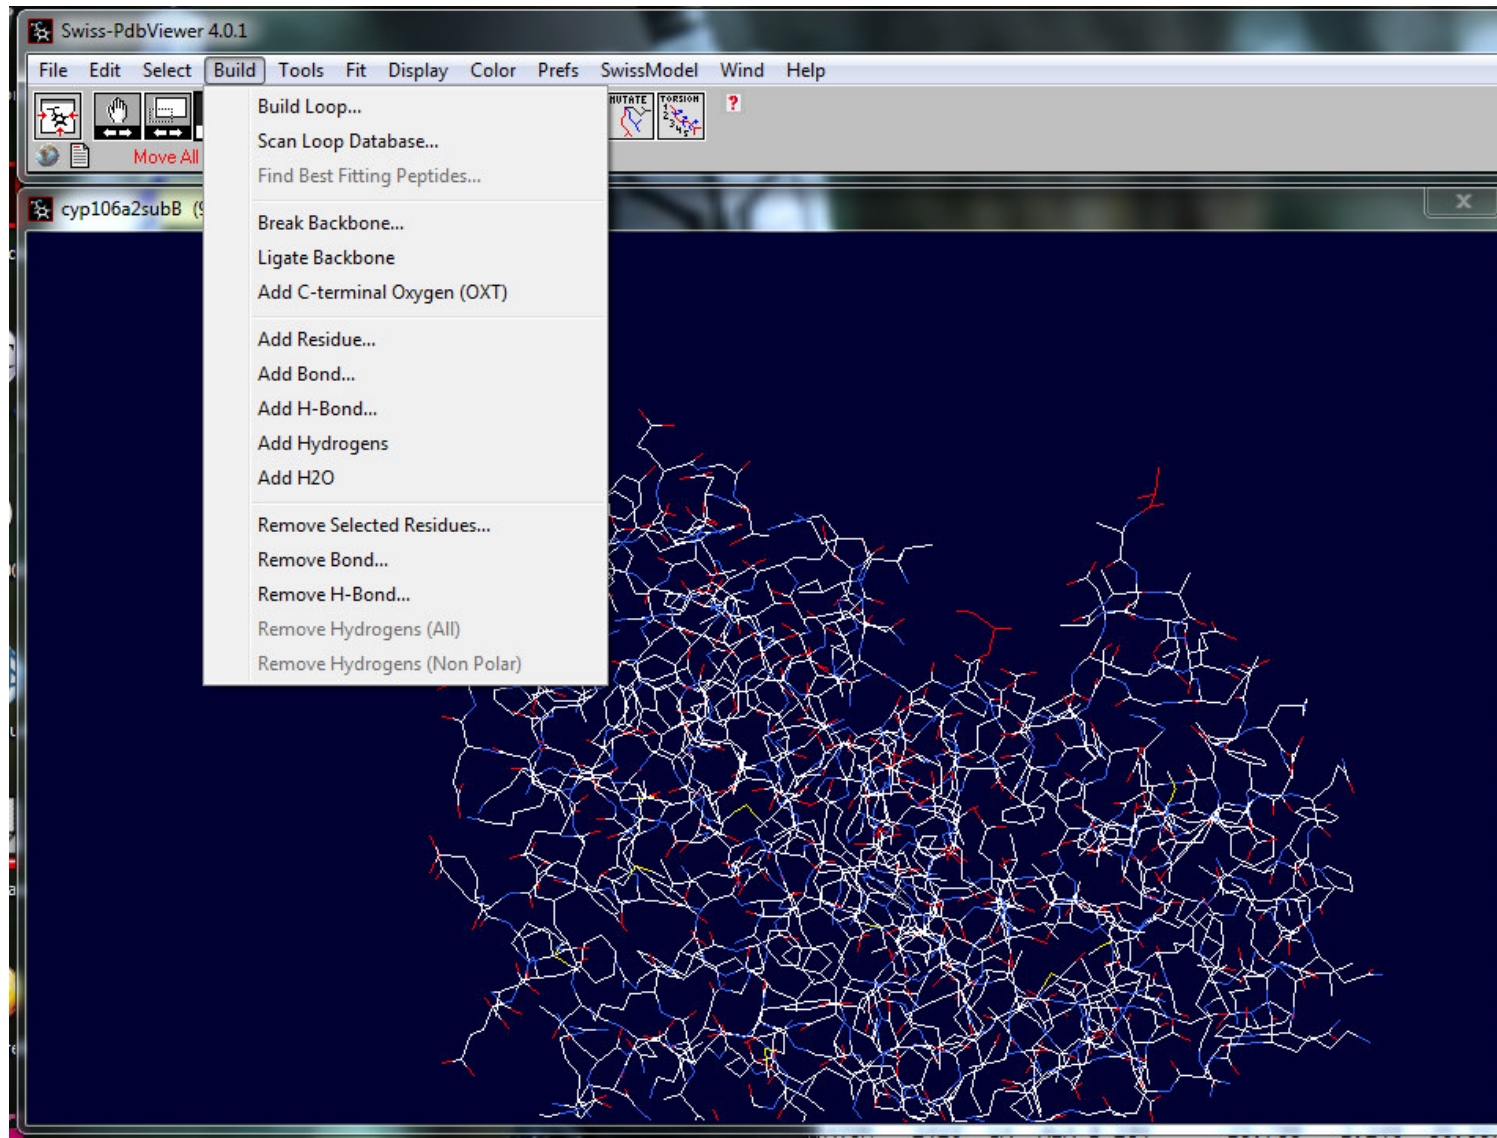 Swiss-PdbViewer 4.0.1
File Edit Select Build Tools Fit Display Color Prefs SwissModel Wind Help
MUTATE TORSION ?
Move All
cyp106a2subB (9
Build Loop...
Scan Loop Database...
Find Best Fitting Peptides...
Break Backbone...
Ligate Backbone
Add C-terminal Oxygen (OXT)
Add Residue...
Add Bond...
Add H-Bond...
Add Hydrogens
Add H2O
Remove Selected Residues...
Remove Bond...
Remove H-Bond...
Remove Hydrogens (All)
Remove Hydrogens (Non Polar)